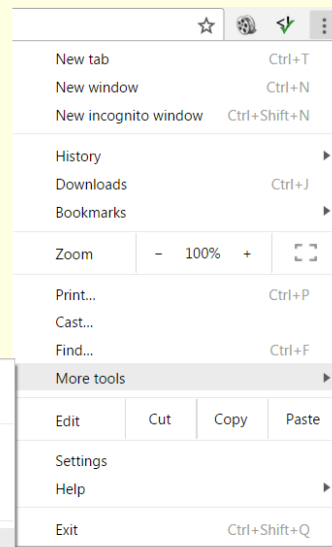 New tab Ctrl+T
New window Ctrl+N
New incognito window Ctrl+Shift+N
History
Downloads Ctrl+J
Bookmarks
Zoom - 100% +
Print... Ctrl+P
Cast...
Find... Ctrl+F
More tools
Edit Cut Copy Paste
Settings
Help
Exit Ctrl+Shift+Q